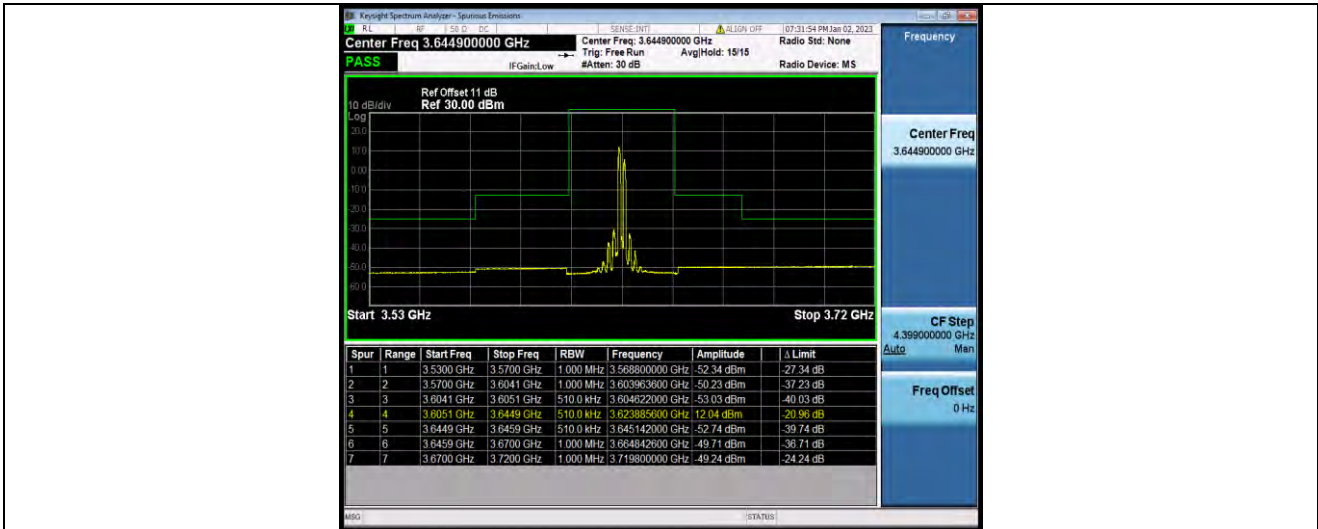 Keysight Spectrum Analyzer - Spurious Emissions
RL RF 50 Ω DC SENSE:INT ALIGN OFF 07:31:54 PM Jan 02, 2023
Center Freq 3.644900000 GHz
Center Freq: 3.644900000 GHz
Radio Std: None
Trig: Free Run Avg|Hold: 15/15
PASS
IFGain:Low
#Atten: 30 dB
Radio Device: MS
Ref Offset 11 dB
10 dB/div Ref 30.00 dBm
Log
20.0
10.0
0.00
-10.0
-20.0
-30.0
-40.0
-50.0
-60.0
Start 3.53 GHz Stop 3.72 GHz
Spur Range Start Freq Stop Freq RBW Frequency Amplitude Δ Limit
1 1 3.5300 GHz 3.5700 GHz 1.000 MHz 3.568800000 GHz -52.34 dBm -27.34 dB
2 2 3.5700 GHz 3.6041 GHz 1.000 MHz 3.603963600 GHz -50.23 dBm -37.23 dB
3 3 3.6041 GHz 3.6051 GHz 510.0 kHz 3.604622000 GHz -53.03 dBm -40.03 dB
4 4 3.6051 GHz 3.6449 GHz 510.0 kHz 3.623885600 GHz 12.04 dBm -20.96 dB
5 5 3.6449 GHz 3.6459 GHz 510.0 kHz 3.645142000 GHz -52.74 dBm -39.74 dB
6 6 3.6459 GHz 3.6700 GHz 1.000 MHz 3.664842600 GHz -49.71 dBm -36.71 dB
7 7 3.6700 GHz 3.7200 GHz 1.000 MHz 3.719800000 GHz -49.24 dBm -24.24 dB
MSG STATUS
Frequency
Center Freq
3.644900000 GHz
CF Step
4.399000000 GHz
Auto Man
Freq Offset
0 Hz